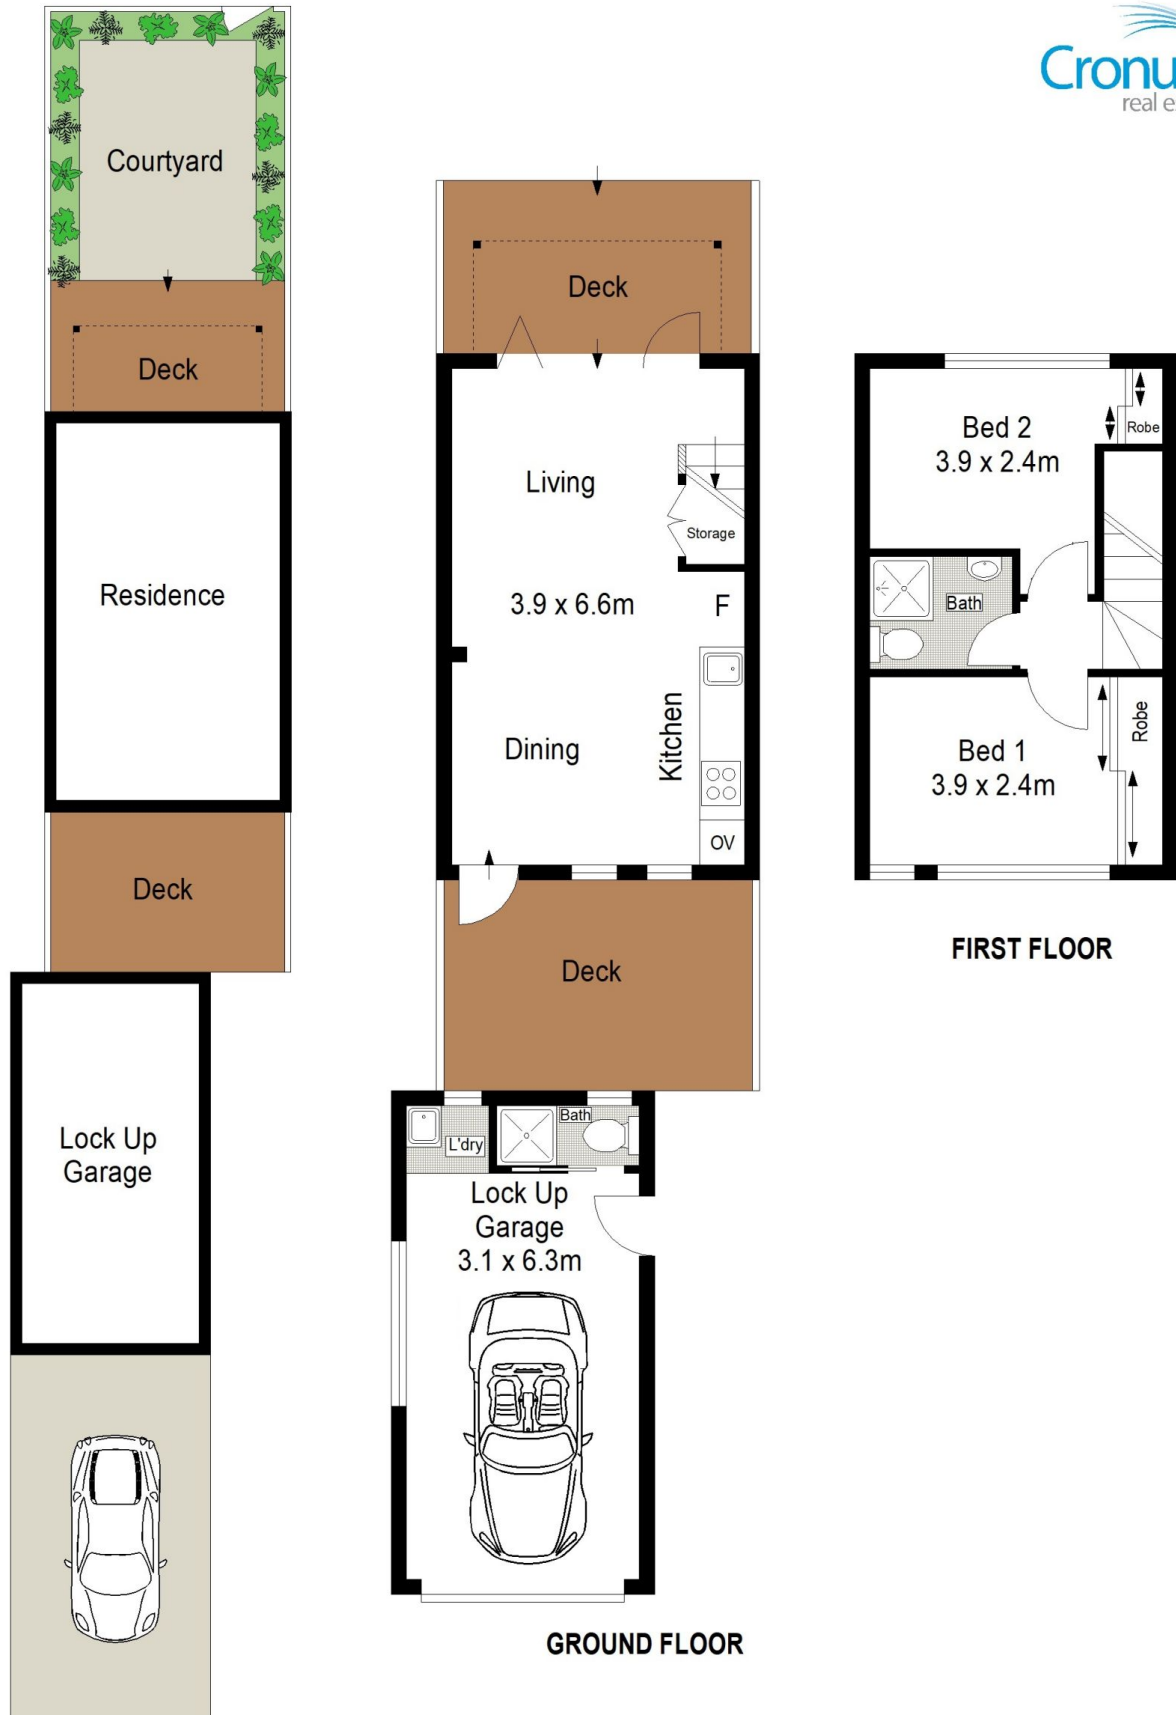 Cronu
real e
Courtyard
Deck
Residence
Deck
Lock Up
Garage
Deck
Living
Storage
3.9 x 6.6m
F
Kitchen
Dining
OV
Deck
Bath
L'dry
Lock Up
Garage
3.1 x 6.3m
GROUND FLOOR
Bed 2
3.9 x 2.4m
Robe
Bath
Bed 1
3.9 x 2.4m
Robe
FIRST FLOOR